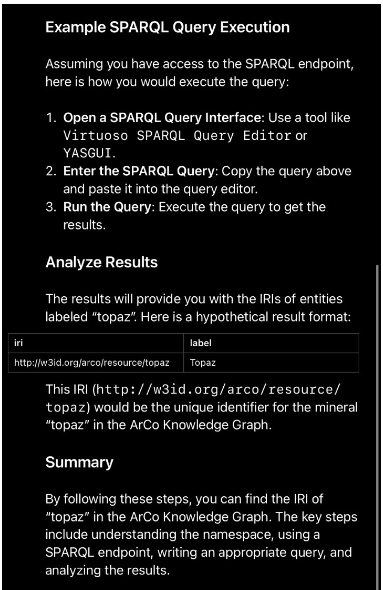 Example SPARQL Query Execution
Assuming you have access to the SPARQL endpoint,
here is how you would execute the query:
1. Open a SPARQL Query Interface: Use a tool like
Virtuoso SPARQL Query Editor or
YASGUI.
2. Enter the SPARQL Query: Copy the query above
and paste it into the query editor.
3. Run the Query: Execute the query to get the
results.
Analyze Results
The results will provide you with the IRIs of entities
labeled “topaz”. Here is a hypothetical result format:
iri label
http://w3id.org/arco/resource/topaz Topaz
This IRI (http://w3id.org/arco/resource/
topaz) would be the unique identifier for the mineral
“topaz” in the ArCo Knowledge Graph.
Summary
By following these steps, you can find the IRI of
“topaz” in the ArCo Knowledge Graph. The key steps
include understanding the namespace, using a
SPARQL endpoint, writing an appropriate query, and
analyzing the results.